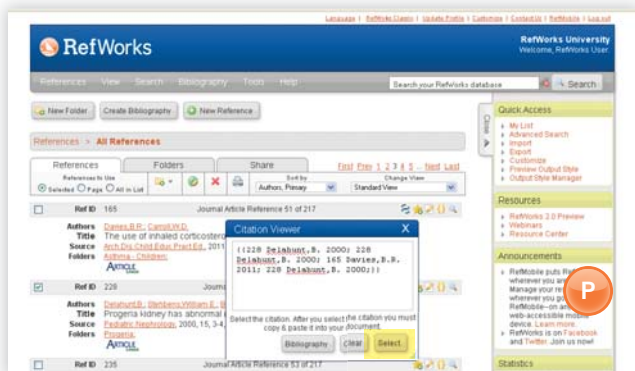 Language | RefWorks Classic | Update Profile | Customize | Contact Us | RefMobile | Log out
RefWorks
RefWorks University
Welcome, RefWorks User.
References View Search Bibliography Tools Help
Search your RefWorks database
Search
New Folder Create Bibliography New Reference
Quick Access
Close
My List
Advanced Search
Import
Export
Customize
Preview Output Style
Output Style Manager
References > All References
References Folders Share
First Prev 1 2 3 4 5 .. Next Last
References to Use
Selected Page All in List
Sort by
Authors, Primary
Change View
Standard View
Resources
RefWorks 2.0 Preview
Webinars
Resource Center
Ref ID 165 Journal Article Reference 51 of 217
Authors Davies,B.R.; Carroll,W.D.
Title The use of inhaled corticosteroid
Source Arch.Dis.Child.Educ.Pract.Ed., 2011
Folders Asthma - Children;
ARTICLE
Citation Viewer X
{{228 Delabunt,B. 2000; 228
Delabunt,B. 2000; 165 Davies,B.R.
2011; 228 Delabunt,B. 2000;}}
Select the citation. After you select the citation you must
copy & paste it into your document.
Bibliography Clear Select
Announcements
RefMobile puts Ref
wherever you are
Manage your re
wherever you go
RefMobile-on an
web-accessible mobile
device. Learn more.
RefWorks is on Facebook
and Twitter. Join us now!
P
Ref ID 228 Journal
Authors
Title Progeria kidney has abnormal
Source Pediatric Nephrology, 2000, 15, 3-4,
Folders Progeria;
ARTICLE
Ref ID 235 Journal Article Reference 53 of 217
Statistics